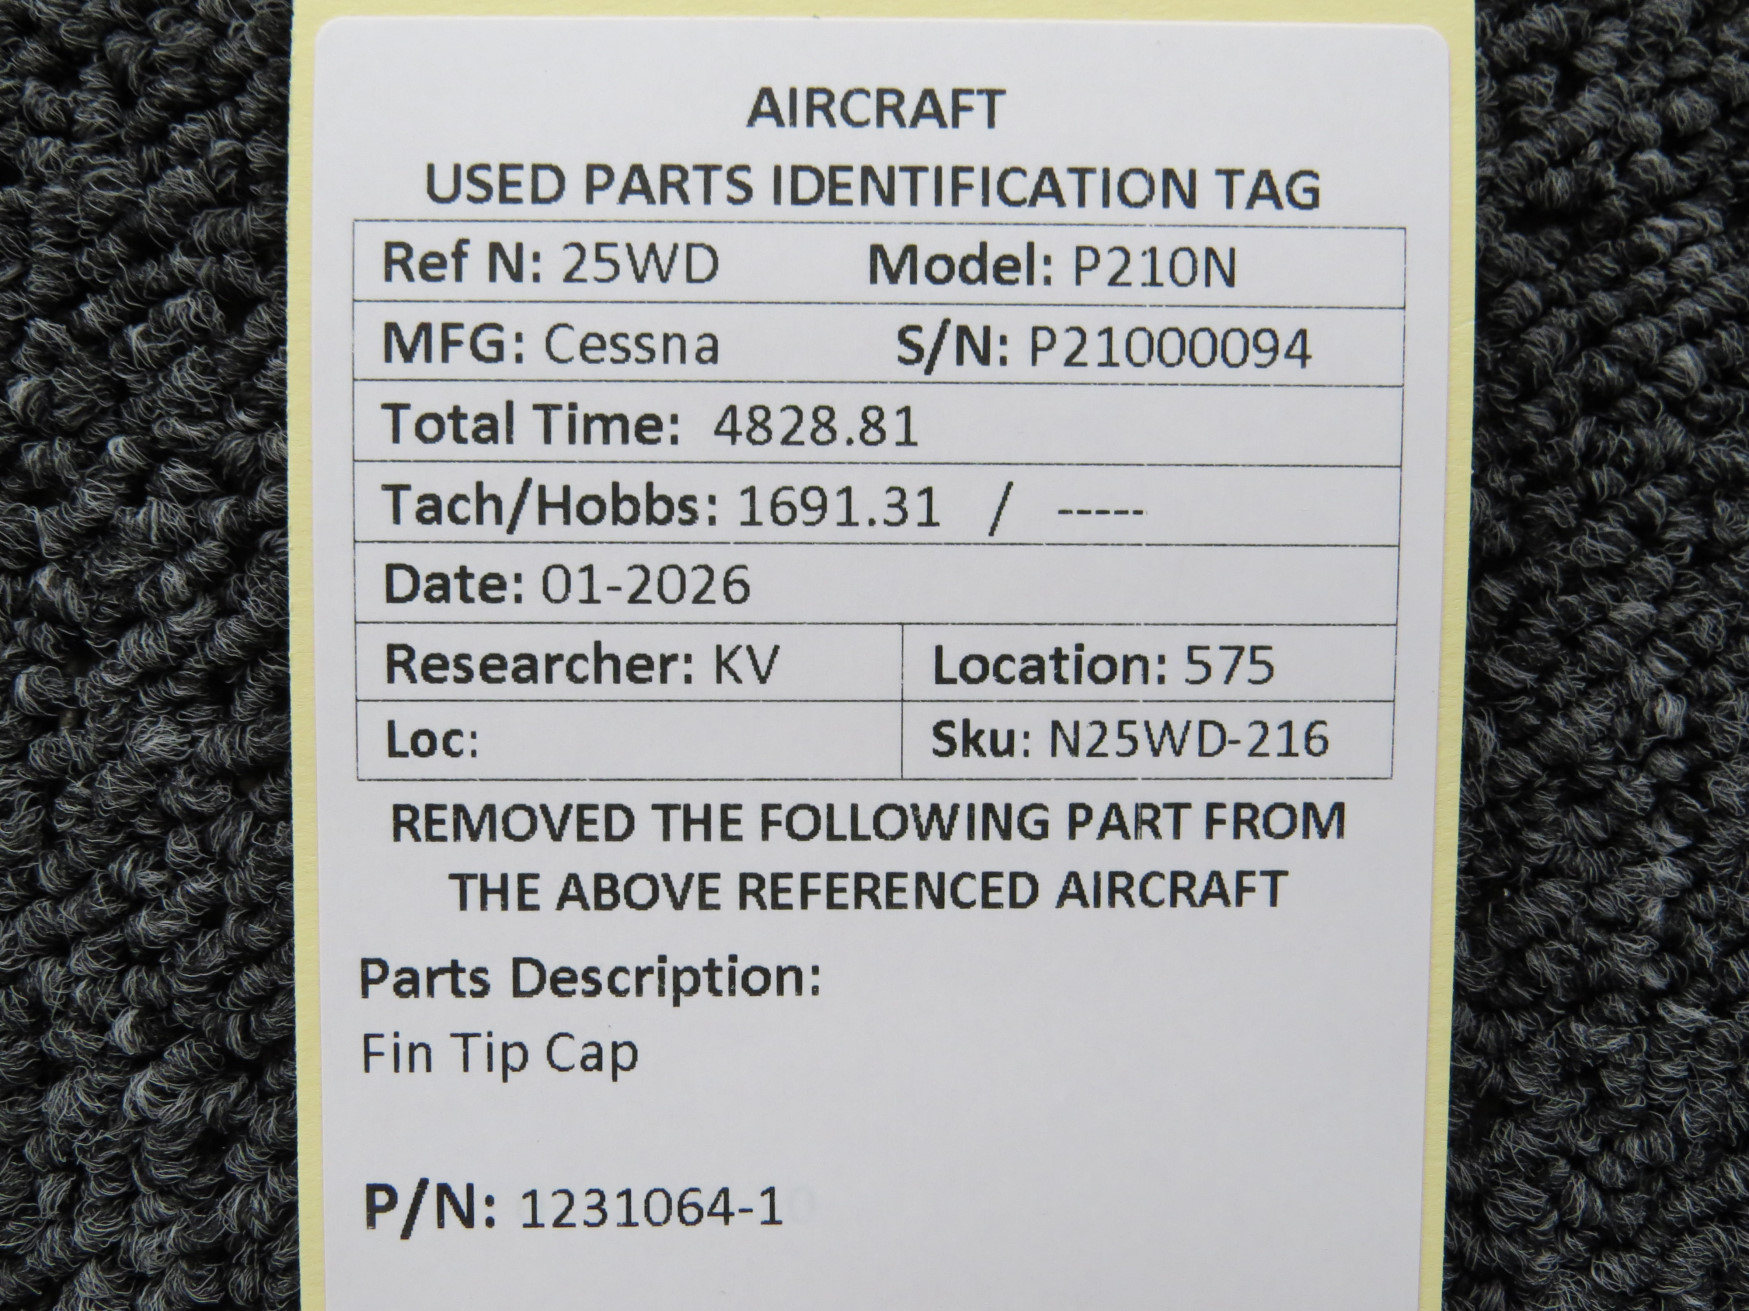 AIRCRAFT
USED PARTS IDENTIFICATION TAG
Ref N: 25WD Model: P210N
MFG: Cessna S/N: P21000094
Total Time: 4828.81
Tach/Hobbs: 1691.31 / -----
Date: 01-2026
Researcher: KV Location: 575
Loc: Sku: N25WD-216
REMOVED THE FOLLOWING PART FROM
THE ABOVE REFERENCED AIRCRAFT
Parts Description:
Fin Tip Cap
P/N: 1231064-1